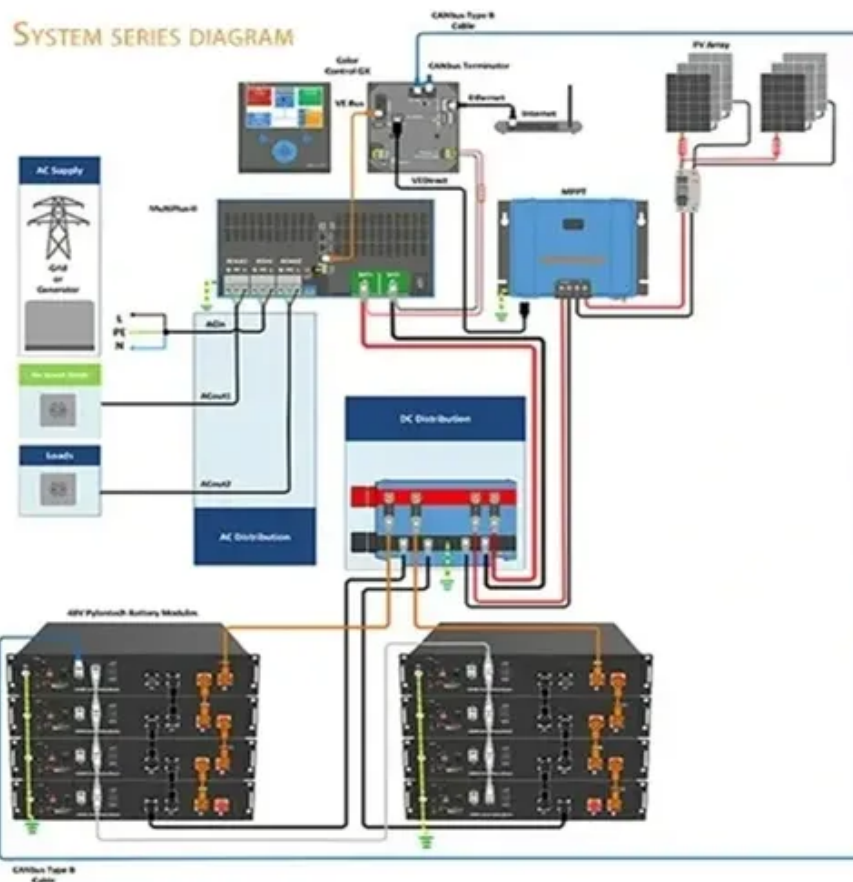 SYSTEM SERIES DIAGRAM
CANbus Type B
Cable
Color
Control GX
CANbus Terminator
VE Bus
Ethernet
Internet
PV Array
AC Supply
VEDirect
MultiPlus-II
MPPT
Grid
or
Generator
L
PE
N
ACin
ACout1
DC Distribution
Loads
ACout2
AC Distribution
48V Pylontech Battery Modules
CANbus Type B
Cable